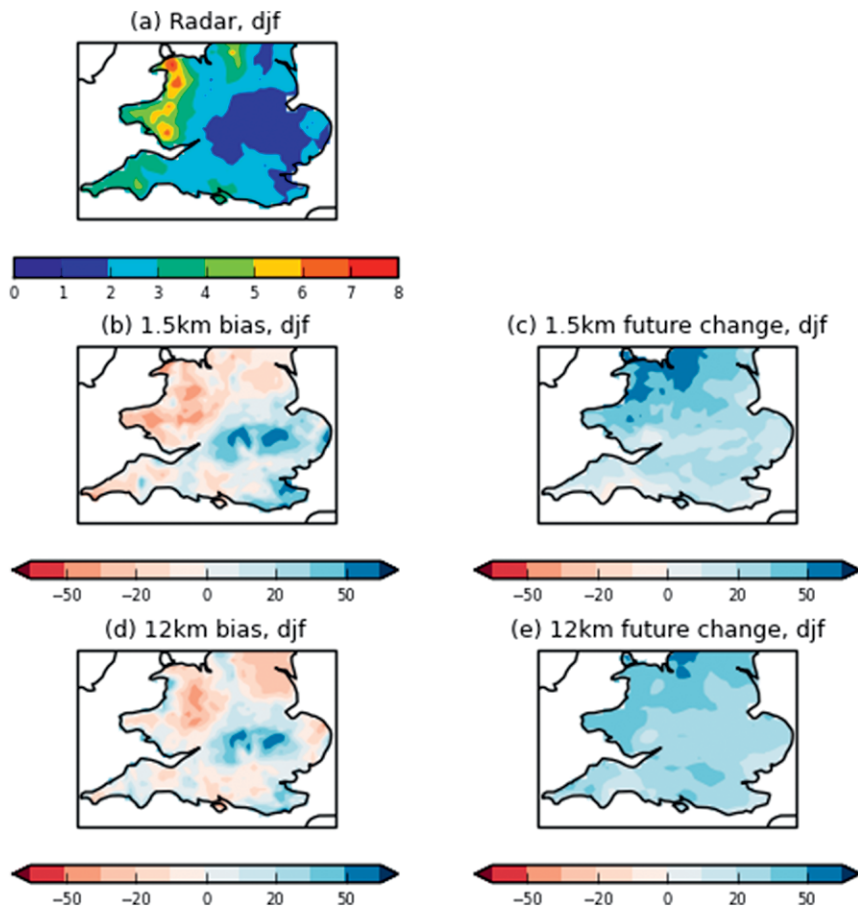 (a) Radar, djf
0 1 2 3 4 5 6 7 8
(b) 1.5km bias, djf
(c) 1.5km future change, djf
−50 −20 0 20 50
−50 −20 0 20 50
(d) 12km bias, djf
(e) 12km future change, djf
−50 −20 0 20 50
−50 −20 0 20 50